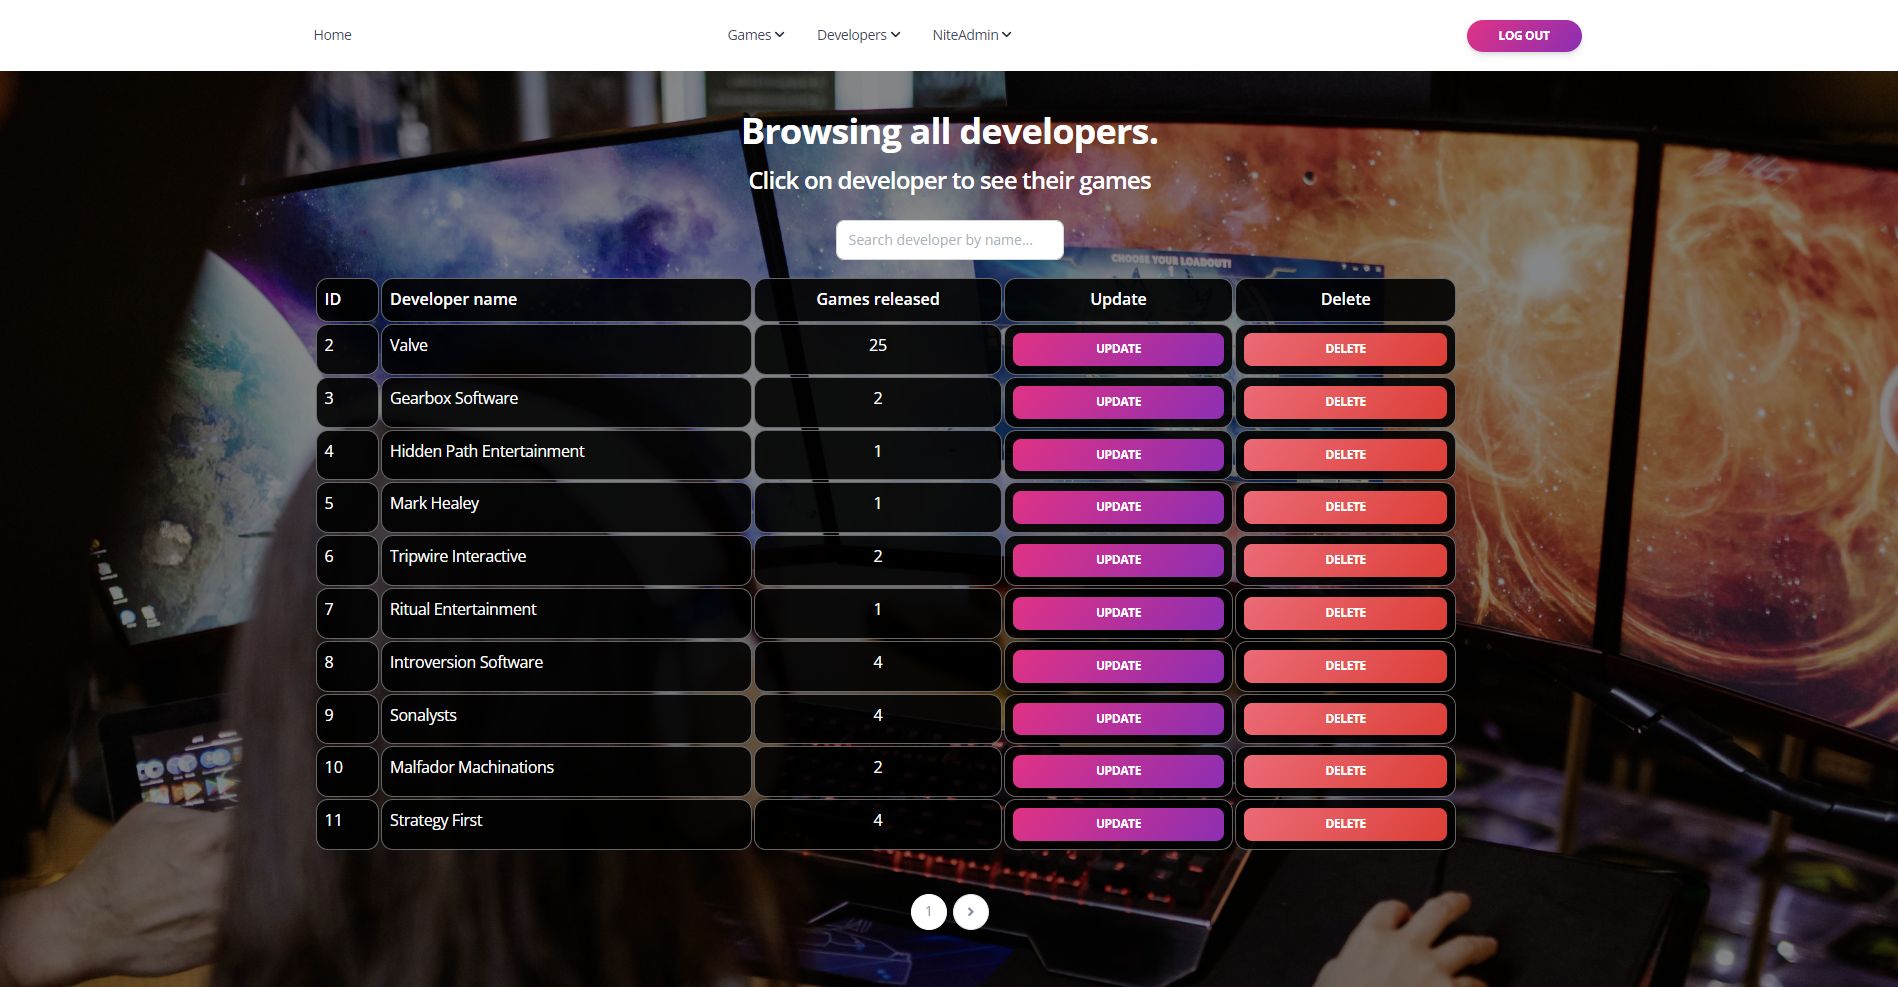 Home Games Developers NiteAdmin LOG OUT
Browsing all developers.
Click on developer to see their games
Search developer by name...
CHOOSE YOUR LOADOUT!
ID Developer name Games released Update Delete
2 Valve 25 UPDATE DELETE
3 Gearbox Software 2 UPDATE DELETE
4 Hidden Path Entertainment 1 UPDATE DELETE
5 Mark Healey 1 UPDATE DELETE
6 Tripwire Interactive 2 UPDATE DELETE
7 Ritual Entertainment 1 UPDATE DELETE
8 Introversion Software 4 UPDATE DELETE
9 Sonalysts 4 UPDATE DELETE
10 Malfador Machinations 2 UPDATE DELETE
11 Strategy First 4 UPDATE DELETE
1